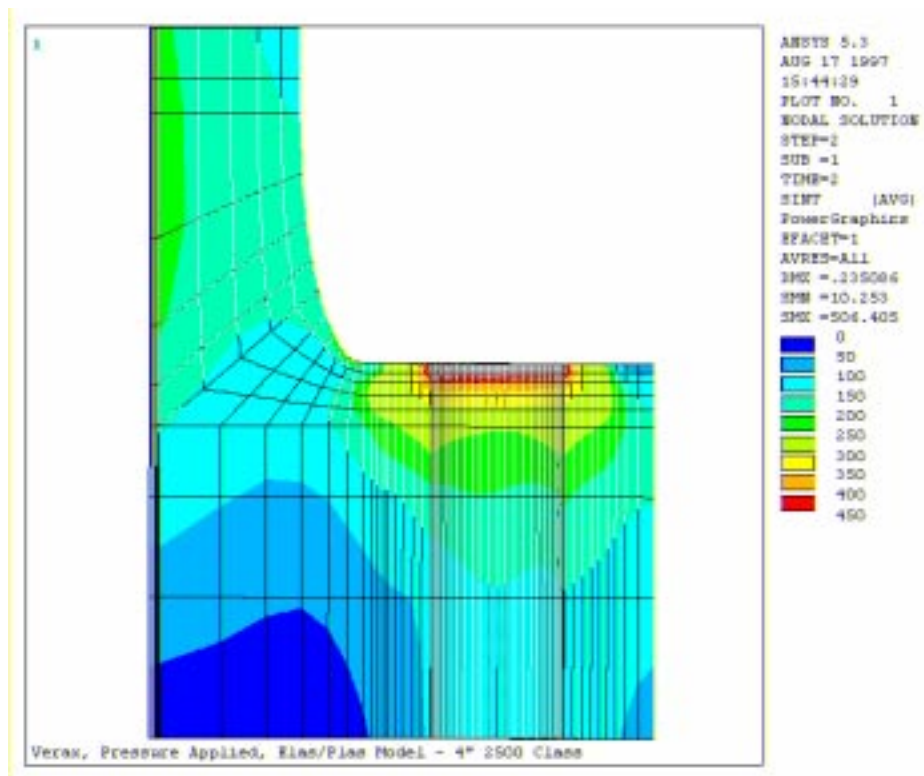 1
ANSYS 5.3
AUG 17 1997
15:44:29
PLOT NO. 1
NODAL SOLUTION
STEP=2
SUB =1
TIME=2
SINT (AVG)
PowerGraphics
EFACET=1
AVRES=All
DMX =.235086
SMN =10.253
SMX =506.405
0
50
100
150
200
250
300
350
400
450
Verax, Pressure Applied, Elas/Plas Model - 4" 2500 Class